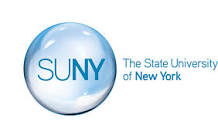 SUNY
The State University
of New York